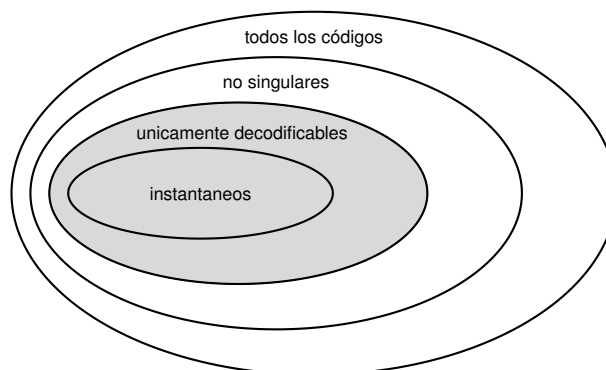 todos los códigos
no singulares
unicamente decodificables
instantaneos